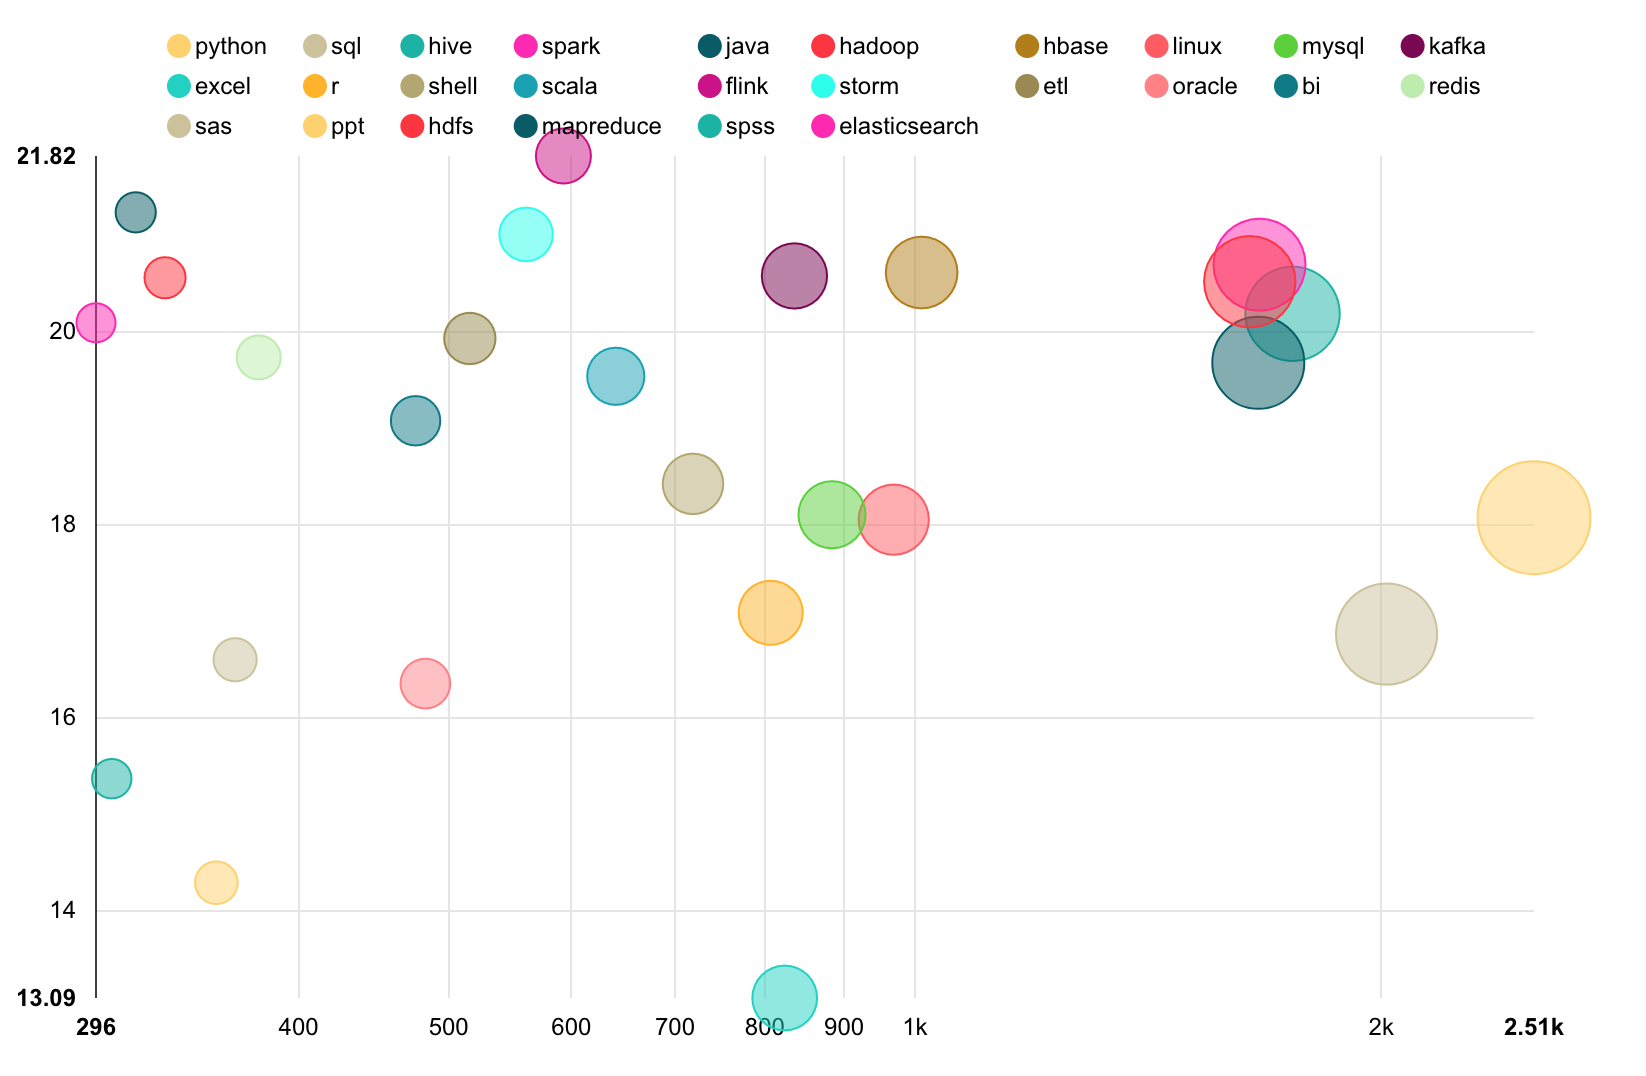 python sql hive spark java hadoop hbase linux mysql kafka
excel r shell scala flink storm etl oracle bi redis
sas ppt hdfs mapreduce spss elasticsearch
21.82
20
18
16
14
13.09
296 400 500 600 700 800 900 1k 2k 2.51k